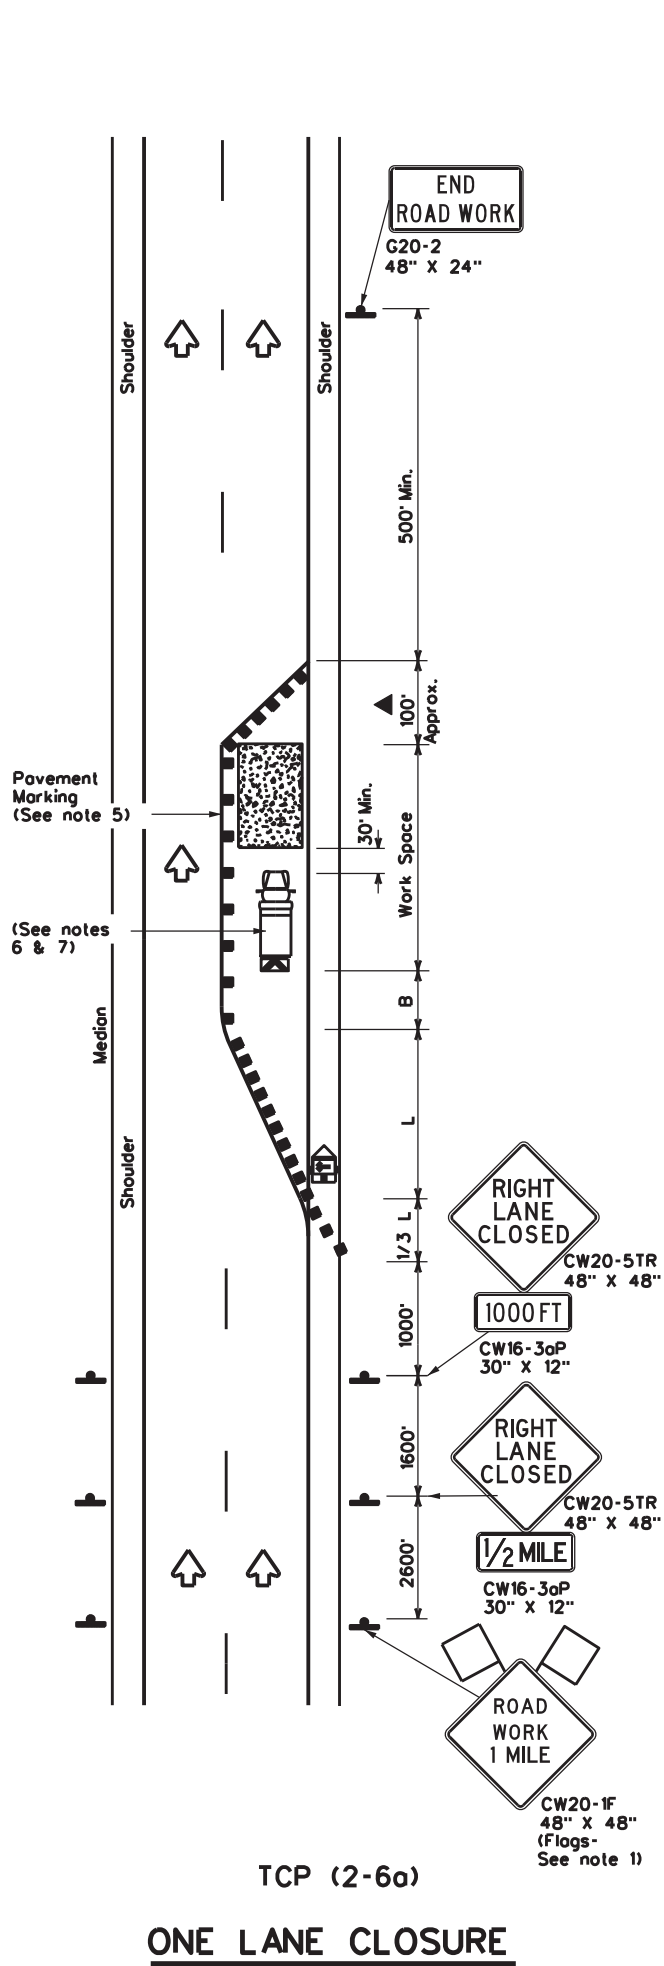 END
ROAD WORK
G20-2
48" X 24"
Shoulder
Shoulder
500' Min.
100'
Approx.
Pavement
Marking
(See note 5)
30' Min.
Work Space
(See notes
6 & 7)
B
Median
L
Shoulder
1/3 L
RIGHT
LANE
CLOSED
CW20-5TR
48" X 48"
1000 FT
1000'
CW16-3aP
30" X 12"
RIGHT
LANE
CLOSED
1600'
CW20-5TR
48" X 48"
1/2 MILE
2600'
CW16-3aP
30" X 12"
ROAD
WORK
1 MILE
CW20-1F
48" X 48"
(Flags-
See note 1)
TCP (2-6a)
ONE LANE CLOSURE